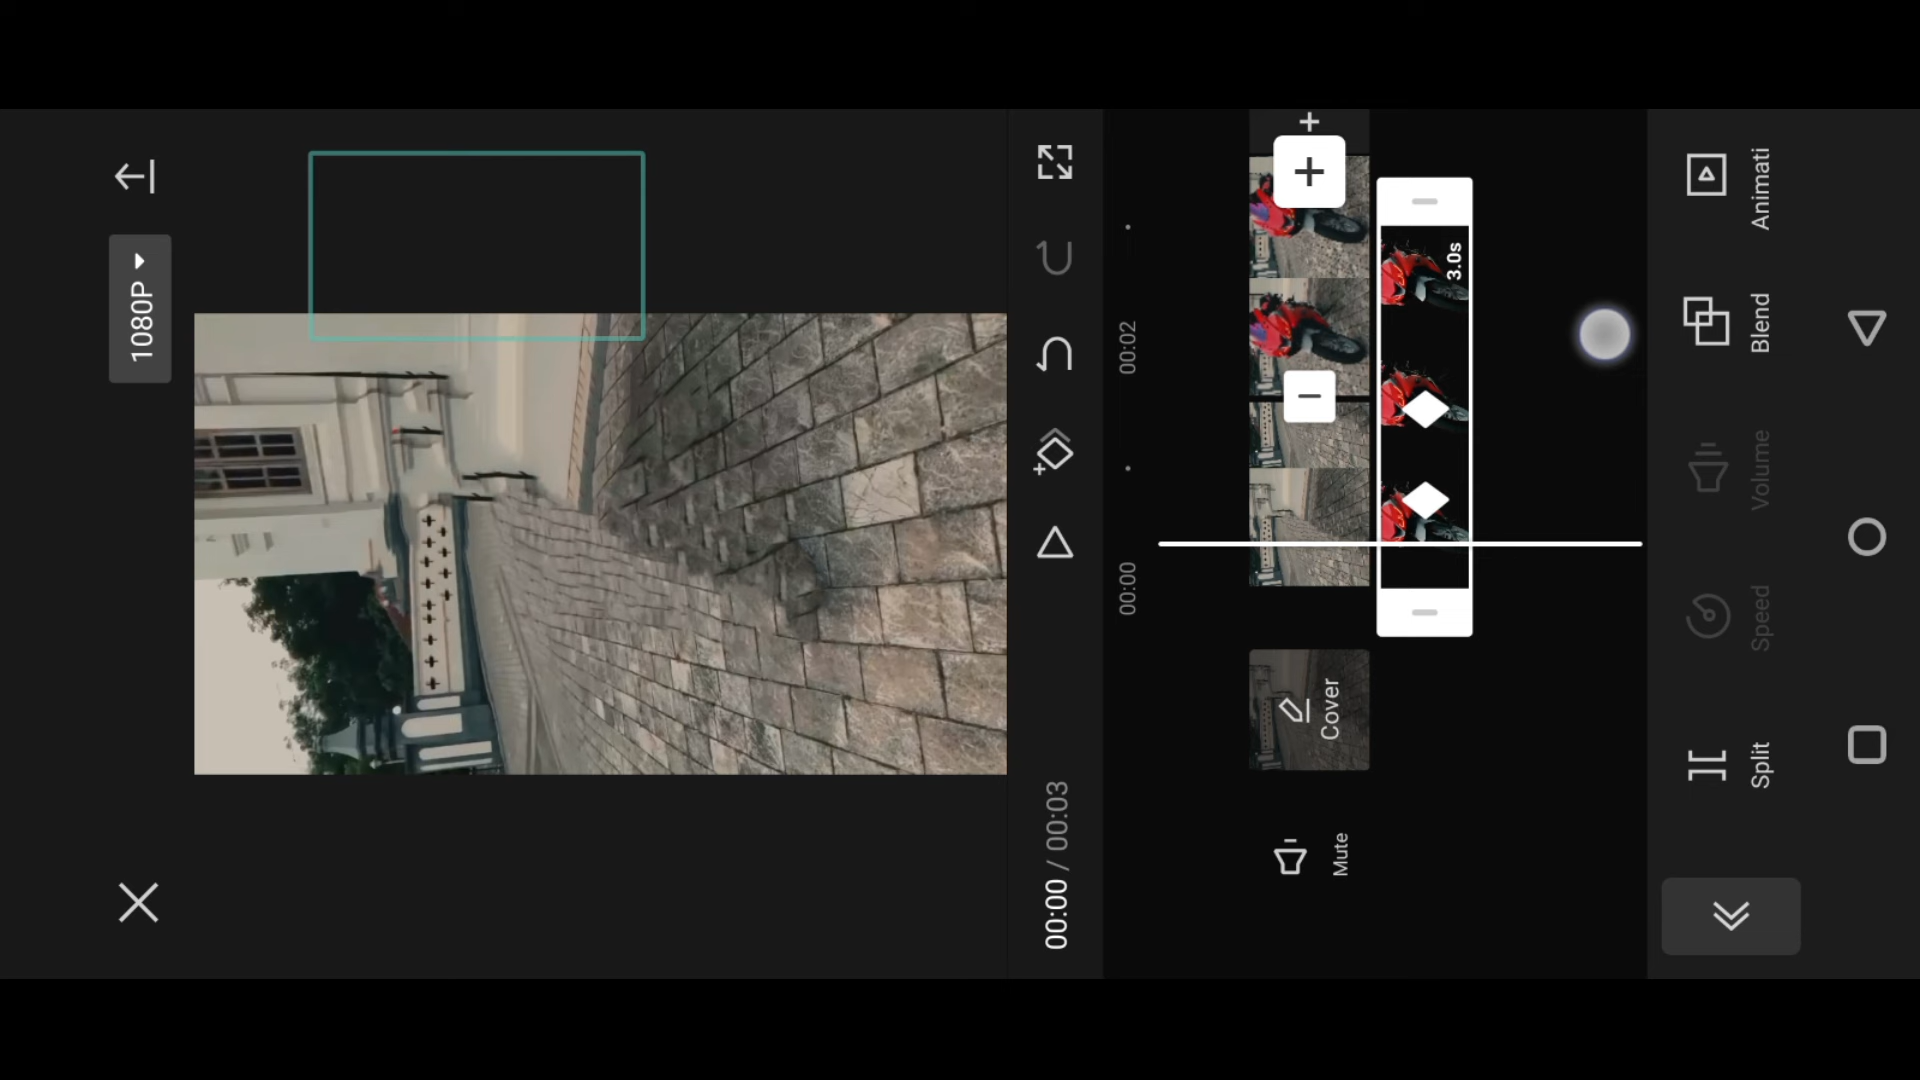 1080P
00:00 / 00:03
00:00
00:02
3.0s
Mute
Cover
Split
Speed
Volume
Blend
Animati